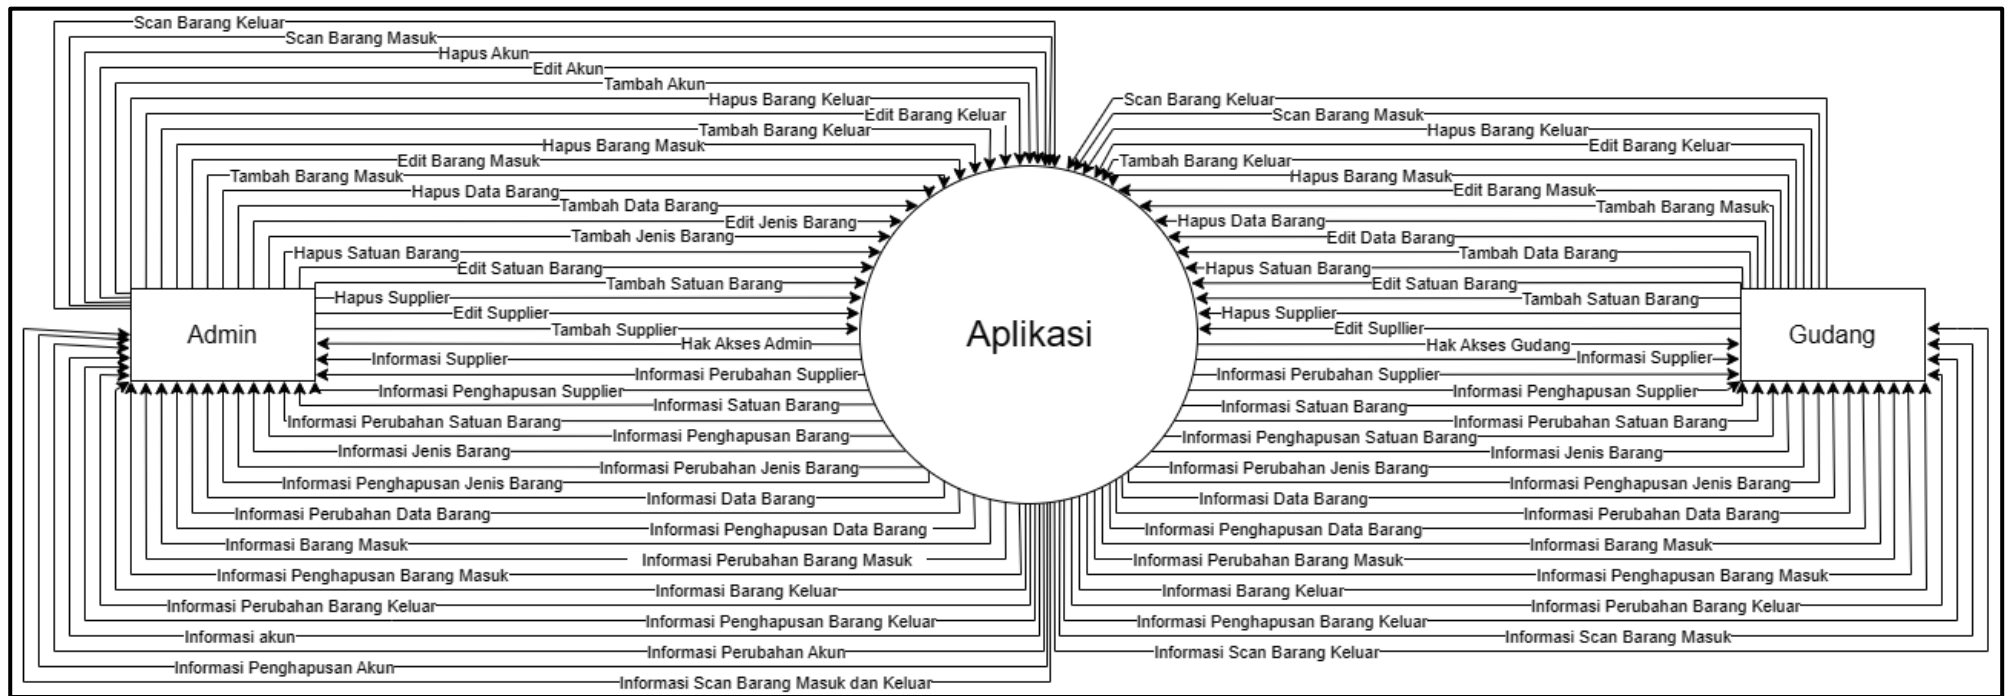 Scan Barang Keluar
Scan Barang Masuk
Hapus Akun
Edit Akun
Tambah Akun
Hapus Barang Keluar
Edit Barang Keluar
Tambah Barang Keluar
Hapus Barang Masuk
Edit Barang Masuk
Tambah Barang Masuk
Hapus Data Barang
Tambah Data Barang
Edit Jenis Barang
Tambah Jenis Barang
Hapus Satuan Barang
Edit Satuan Barang
Tambah Satuan Barang
Hapus Supplier
Edit Supplier
Tambah Supplier
Admin
Hak Akses Admin
Informasi Supplier
Informasi Perubahan Supplier
Informasi Penghapusan Supplier
Informasi Satuan Barang
Informasi Perubahan Satuan Barang
Informasi Penghapusan Barang
Informasi Jenis Barang
Informasi Perubahan Jenis Barang
Informasi Penghapusan Jenis Barang
Informasi Data Barang
Informasi Perubahan Data Barang
Informasi Penghapusan Data Barang
Informasi Barang Masuk
Informasi Perubahan Barang Masuk
Informasi Penghapusan Barang Masuk
Informasi Barang Keluar
Informasi Perubahan Barang Keluar
Informasi Penghapusan Barang Keluar
Informasi akun
Informasi Perubahan Akun
Informasi Penghapusan Akun
Informasi Scan Barang Masuk dan Keluar
Aplikasi
Scan Barang Keluar
Scan Barang Masuk
Hapus Barang Keluar
Edit Barang Keluar
Tambah Barang Keluar
Hapus Barang Masuk
Edit Barang Masuk
Tambah Barang Masuk
Hapus Data Barang
Edit Data Barang
Tambah Data Barang
Hapus Satuan Barang
Edit Satuan Barang
Tambah Satuan Barang
Hapus Supplier
Edit Supllier
Gudang
Hak Akses Gudang
Informasi Supplier
Informasi Perubahan Supplier
Informasi Penghapusan Supplier
Informasi Satuan Barang
Informasi Perubahan Satuan Barang
Informasi Penghapusan Satuan Barang
Informasi Jenis Barang
Informasi Perubahan Jenis Barang
Informasi Penghapusan Jenis Barang
Informasi Data Barang
Informasi Perubahan Data Barang
Informasi Penghapusan Data Barang
Informasi Barang Masuk
Informasi Perubahan Barang Masuk
Informasi Penghapusan Barang Masuk
Informasi Barang Keluar
Informasi Perubahan Barang Keluar
Informasi Penghapusan Barang Keluar
Informasi Scan Barang Masuk
Informasi Scan Barang Keluar